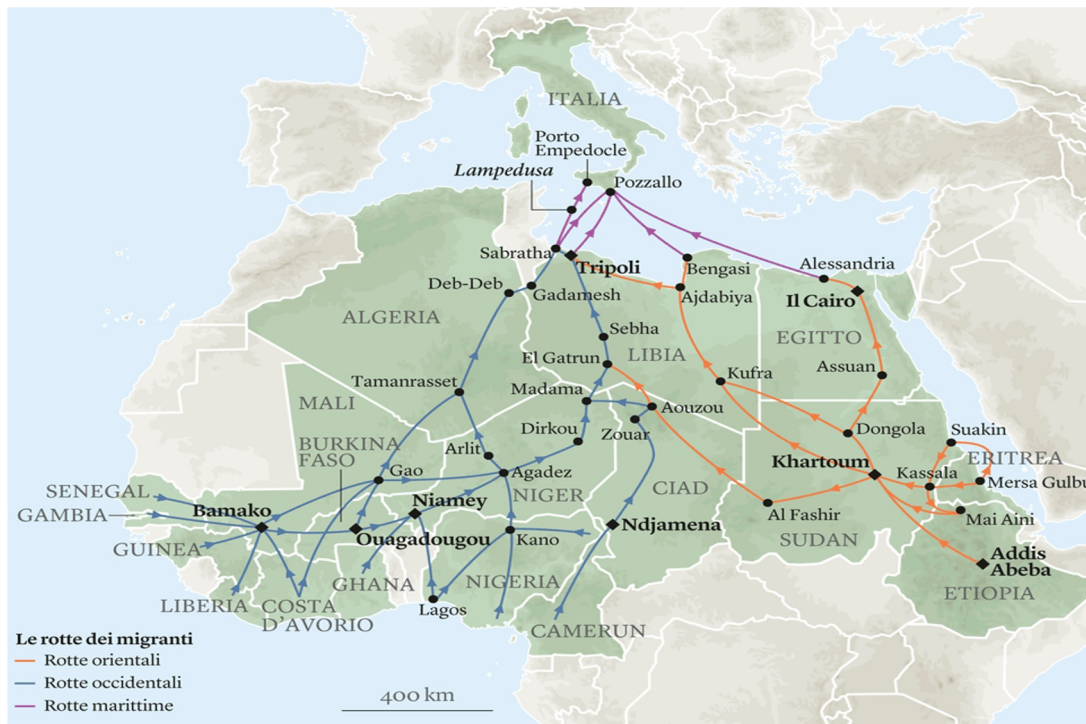 ITALIA
Porto
Empedocle
Lampedusa
Pozzallo
Sabratha
Tripoli
Bengasi
Alessandria
Deb-Deb
Gadamesh
Ajdabiya
Il Cairo
ALGERIA
Sebha
EGITTO
El Gatrun
LIBIA
Assuan
Tamanrasset
Madama
Kufra
MALI
Aouzou
Dirkou
Zouar
Dongola
Suakin
BURKINA
FASO
Arlit
ERITREA
Gao
Agadez
Khartoum
Kassala
Mersa Gulbu
SENEGAL
Niamey
NIGER
CIAD
GAMBIA
Bamako
Al Fashir
Mai Aini
Ouagadougou
Kano
Ndjamena
SUDAN
GUINEA
Addis
Abeba
GHANA
NIGERIA
ETIOPIA
LIBERIA
COSTA
D'AVORIO
Lagos
CAMERUN
Le rotte dei migranti
Rotte orientali
Rotte occidentali
Rotte marittime
400 km